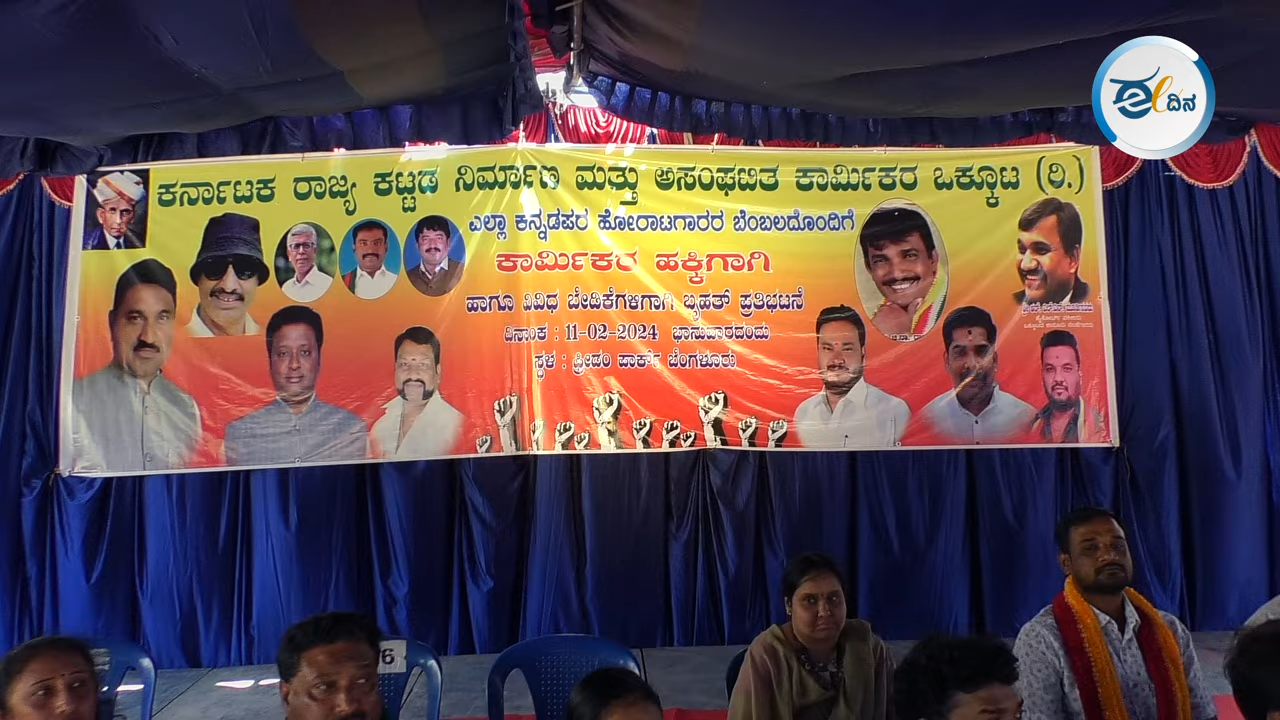 ಈ ದಿನ
ಕರ್ನಾಟಕ ರಾಜ್ಯ ಕಟ್ಟಡ ನಿರ್ಮಾಣ ಮತ್ತು ಅಸಂಘಟಿತ ಕಾರ್ಮಿಕರ ಒಕ್ಕೂಟ (ರಿ.)
ಎಲ್ಲಾ ಕನ್ನಡಪರ ಹೋರಾಟಗಾರರ ಬೆಂಬಲದೊಂದಿಗೆ
ಕಾರ್ಮಿಕರ ಹಕ್ಕಿಗಾಗಿ
ಹಾಗೂ ವಿವಿಧ ಬೇಡಿಕೆಗಳಿಗಾಗಿ ಬೃಹತ್ ಪ್ರತಿಭಟನೆ
ದಿನಾಂಕ : 11-02-2024 ಭಾನುವಾರದಂದು
ಸ್ಥಳ : ಫ್ರೀಡಂ ಪಾರ್ಕ್ ಬೆಂಗಳೂರು